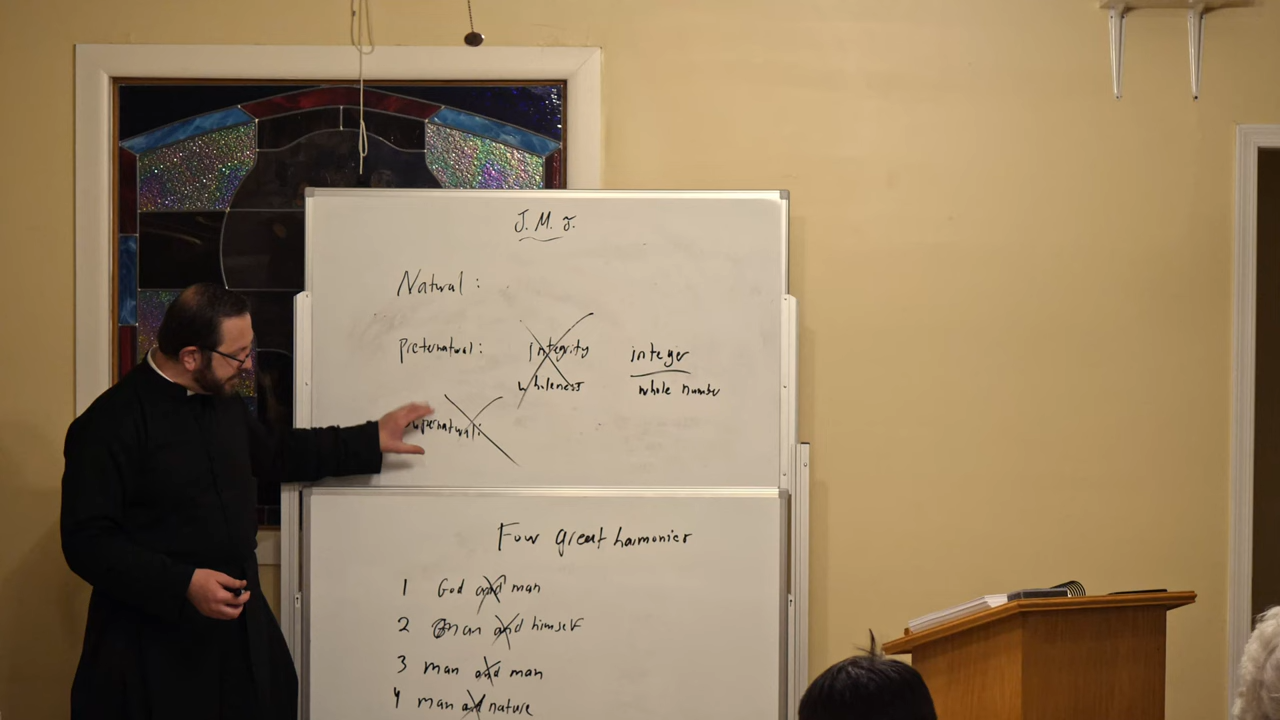 J. M. J.
Natural:
Preternatural: integrity integer
wholeness whole number
supernatural:
Four great harmonies
1 God and man
2 man and himself
3 man and man
4 man and nature